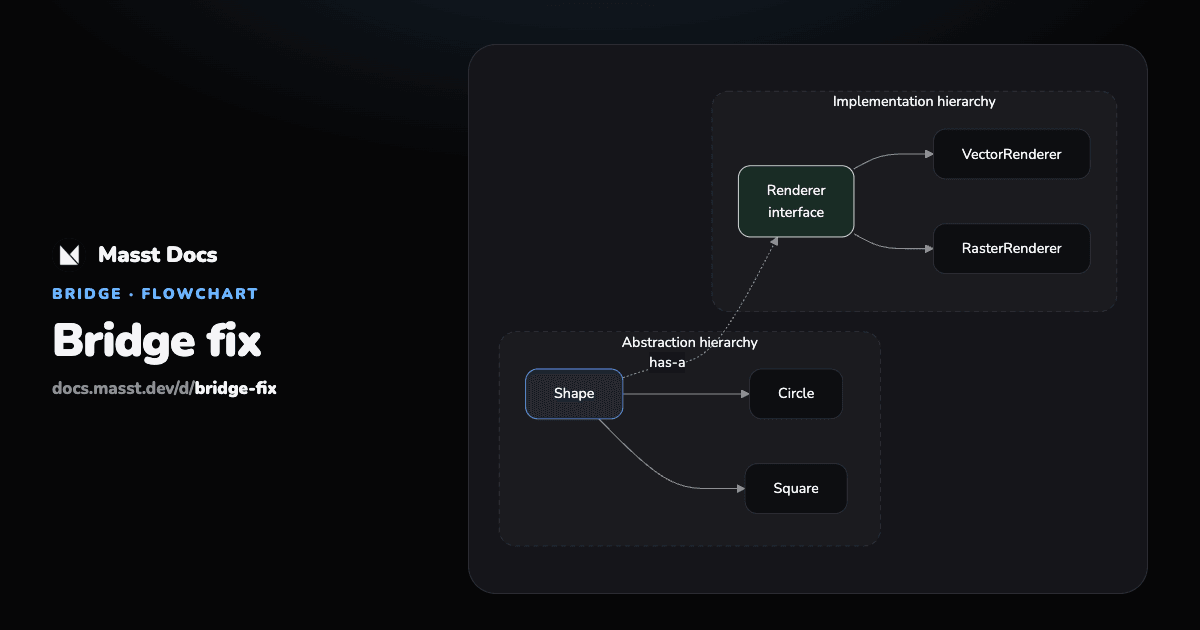 Masst Docs
BRIDGE · FLOWCHART
Bridge fix
docs.masst.dev/d/bridge-fix
Implementation hierarchy
VectorRenderer
Renderer
interface
RasterRenderer
Abstraction hierarchy
has-a
Shape
Circle
Square